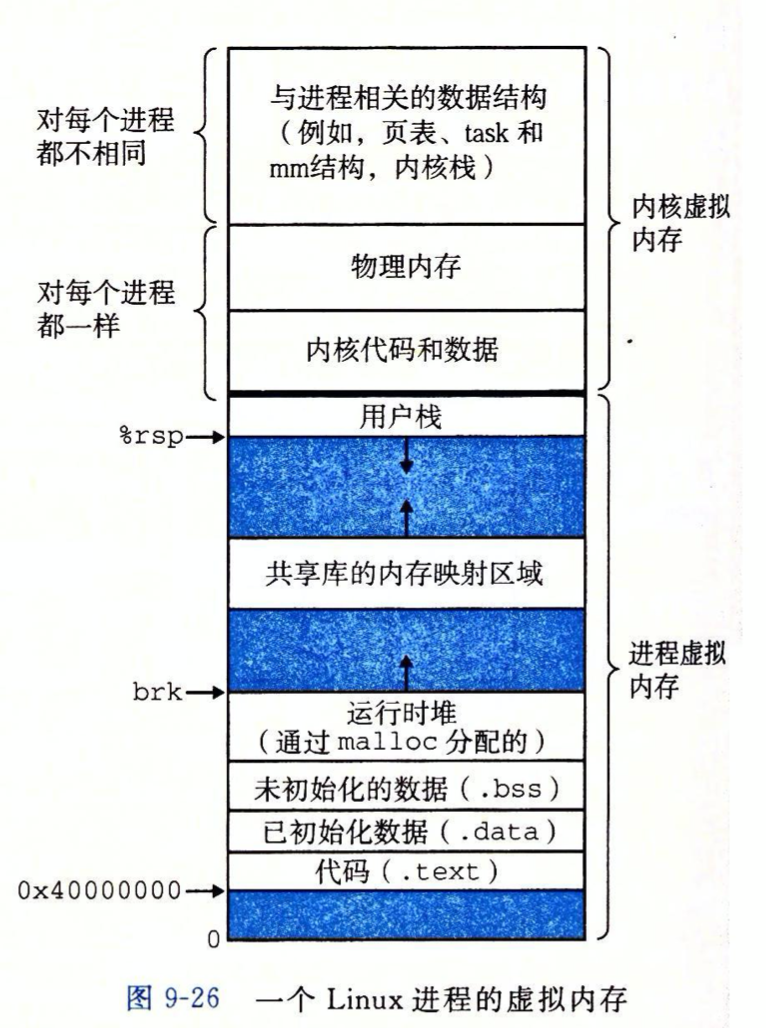 对每个进程
都不相同
与进程相关的数据结构
（例如，页表、task 和
mm结构，内核栈）
内核虚拟
内存
对每个进程
都一样
物理内存
内核代码和数据
用户栈
%rsp
共享库的内存映射区域
进程虚拟
内存
brk
运行时堆
（通过 malloc 分配的）
未初始化的数据（.bss）
已初始化数据（.data）
代码（.text）
0x40000000
0
图 9-26 一个 Linux 进程的虚拟内存